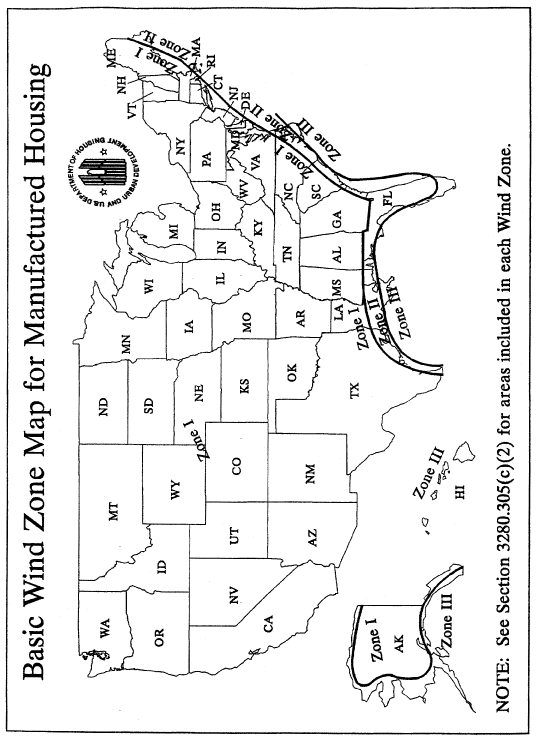 Basic Wind Zone Map for Manufactured Housing
U.S. DEPARTMENT OF HOUSING AND URBAN DEVELOPMENT
WA
OR
CA
NV
ID
MT
WY
UT
AZ
CO
NM
ND
SD
NE
Zone I
KS
OK
TX
MN
IA
MO
AR
LA
WI
IL
MS
MI
IN
OH
KY
TN
AL
GA
FL
SC
NC
VA
WV
PA
NY
VT
NH
ME
MA
RI
CT
NJ
DE
MD
Zone I
Zone II
Zone I
Zone II
Zone III
Zone I
Zone II
Zone III
Zone I
AK
Zone III
Zone III
HI
NOTE: See Section 3280.305(c)(2) for areas included in each Wind Zone.